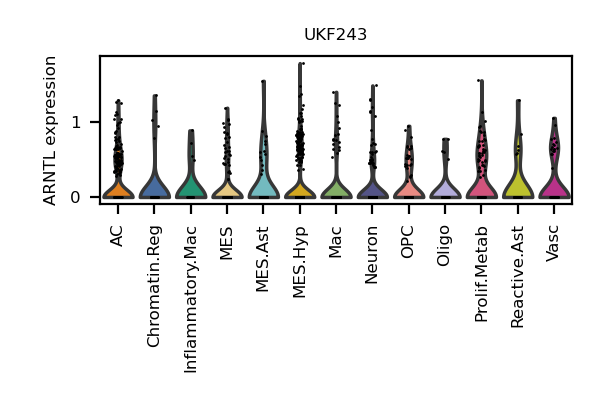 UKF243
ARNTL expression
1
0
AC
Chromatin.Reg
Inflammatory.Mac
MES
MES.Ast
MES.Hyp
Mac
Neuron
OPC
Oligo
Prolif.Metab
Reactive.Ast
Vasc